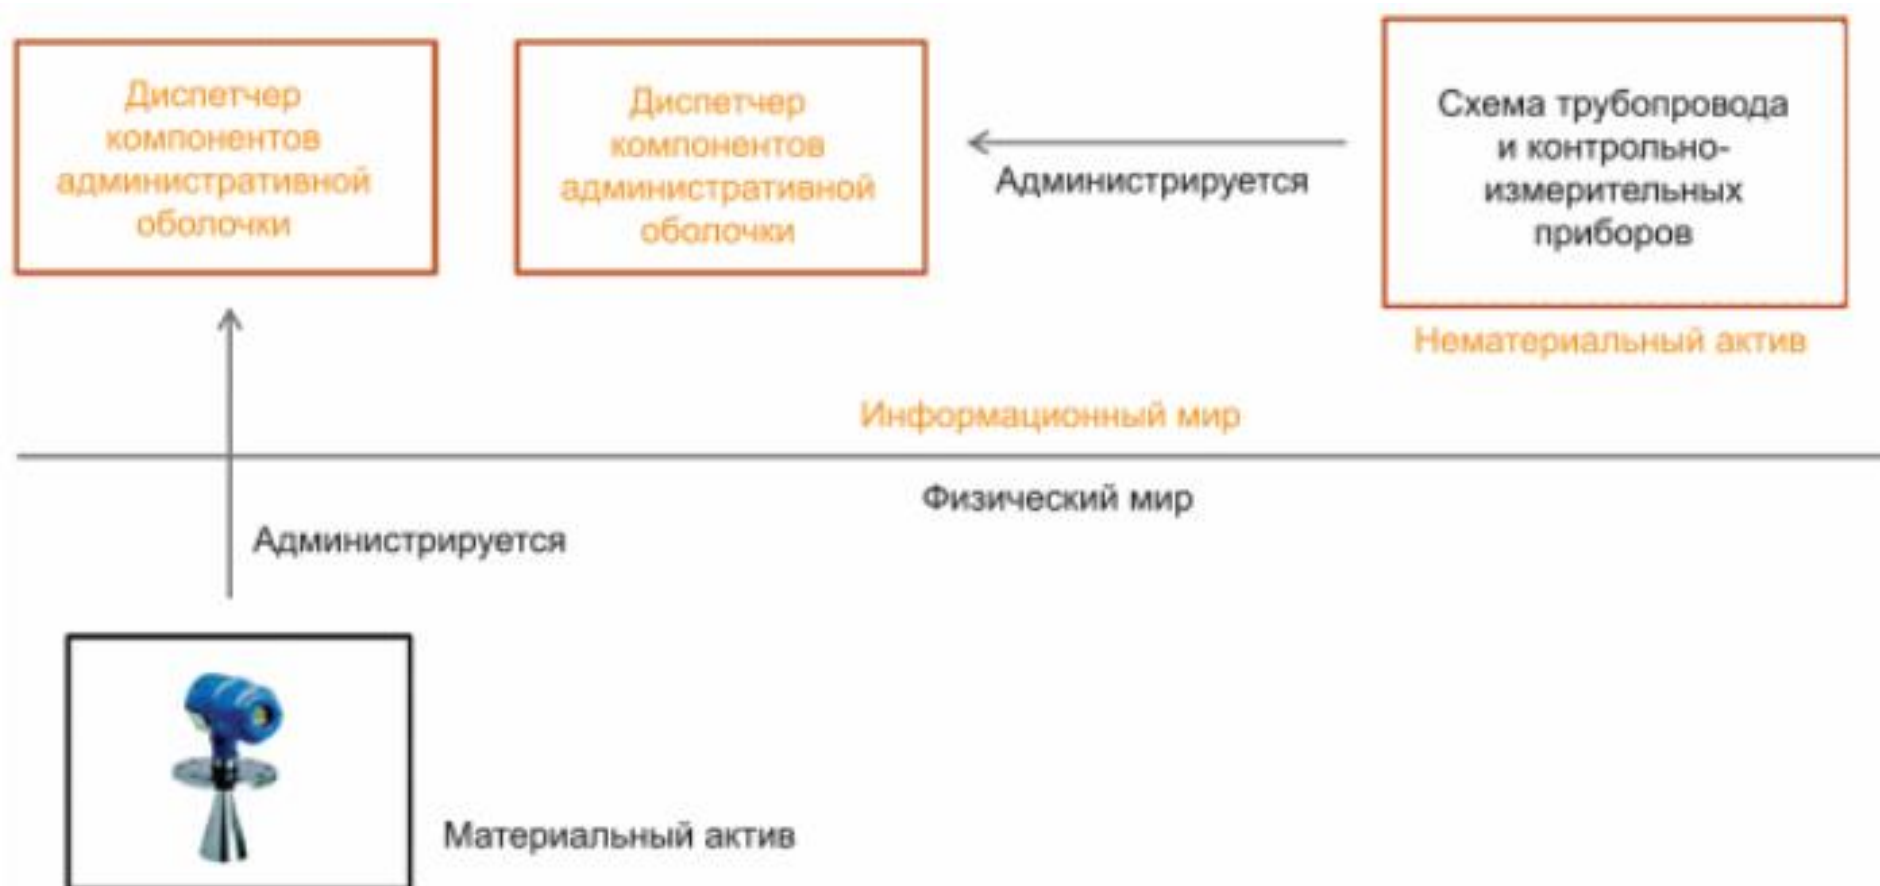 Диспетчер
компонентов
административной
оболочки
Диспетчер
компонентов
административной
оболочки
Администрируется
Схема трубопровода
и контрольно-
измерительных
приборов
Нематериальный актив
Информационный мир
Физический мир
Администрируется
Материальный актив